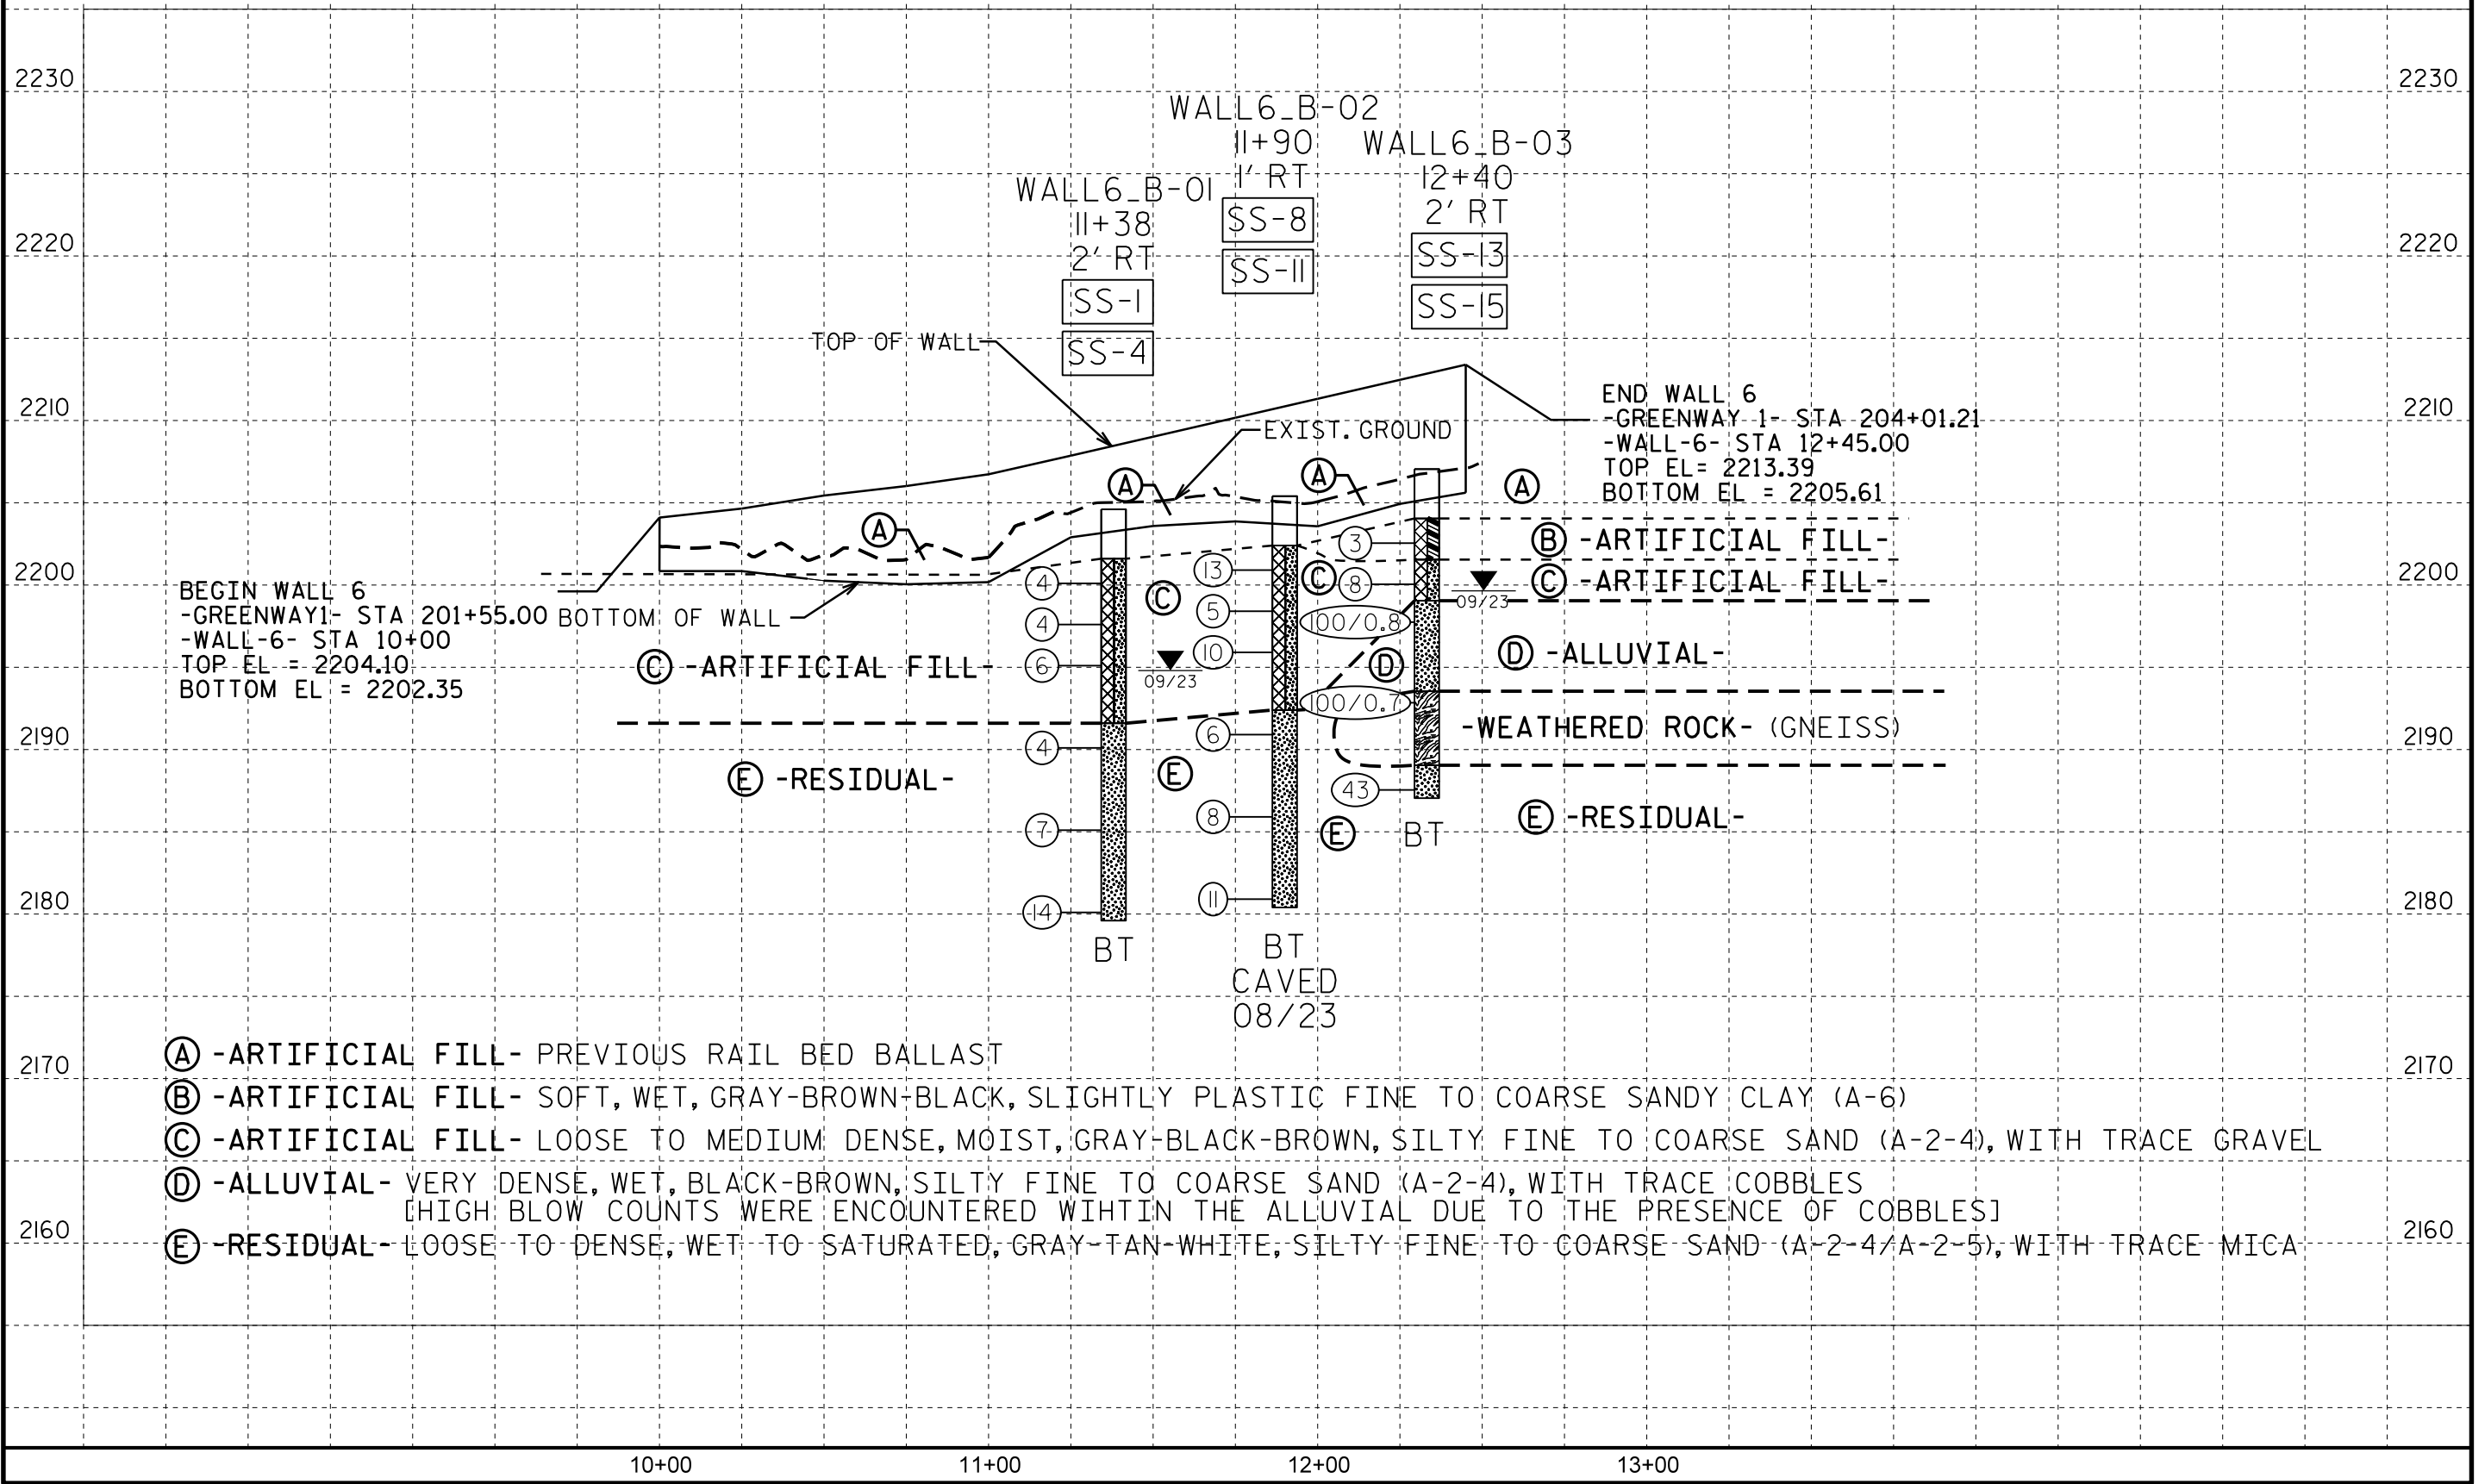 2230
2230
WALL6_B-02
11+90
1' RT
SS-8
SS-11
WALL6_B-03
12+40
2' RT
SS-13
SS-15
WALL6_B-01
11+38
2' RT
SS-1
SS-4
2220
2220
TOP OF WALL
2210
2210
END WALL 6
-GREENWAY 1- STA 204+01.21
-WALL-6- STA 12+45.00
TOP EL= 2213.39
BOTTOM EL = 2205.61
EXIST. GROUND
A
A
A
A
3
B -ARTIFICIAL FILL-
2200
2200
4
13
C
C
8
C -ARTIFICIAL FILL-
09/23
BEGIN WALL 6
-GREENWAY1- STA 201+55.00
-WALL-6- STA 10+00
TOP EL = 2204.10
BOTTOM EL = 2202.35
BOTTOM OF WALL
4
5
100/0.8
C -ARTIFICIAL FILL-
6
09/23
10
D
D -ALLUVIAL-
100/0.7
2190
2190
4
6
-WEATHERED ROCK- (GNEISS)
E -RESIDUAL-
E
43
7
8
E
BT
E -RESIDUAL-
2180
2180
14
11
BT
BT
CAVED
08/23
A -ARTIFICIAL FILL- PREVIOUS RAIL BED BALLAST
2170
2170
B -ARTIFICIAL FILL- SOFT, WET, GRAY-BROWN-BLACK, SLIGHTLY PLASTIC FINE TO COARSE SANDY CLAY (A-6)
C -ARTIFICIAL FILL- LOOSE TO MEDIUM DENSE, MOIST, GRAY-BLACK-BROWN, SILTY FINE TO COARSE SAND (A-2-4), WITH TRACE GRAVEL
D -ALLUVIAL- VERY DENSE, WET, BLACK-BROWN, SILTY FINE TO COARSE SAND (A-2-4), WITH TRACE COBBLES
[HIGH BLOW COUNTS WERE ENCOUNTERED WIHTIN THE ALLUVIAL DUE TO THE PRESENCE OF COBBLES]
2160
2160
E -RESIDUAL- LOOSE TO DENSE, WET TO SATURATED, GRAY-TAN-WHITE, SILTY FINE TO COARSE SAND (A-2-4/A-2-5), WITH TRACE MICA
10+00
11+00
12+00
13+00